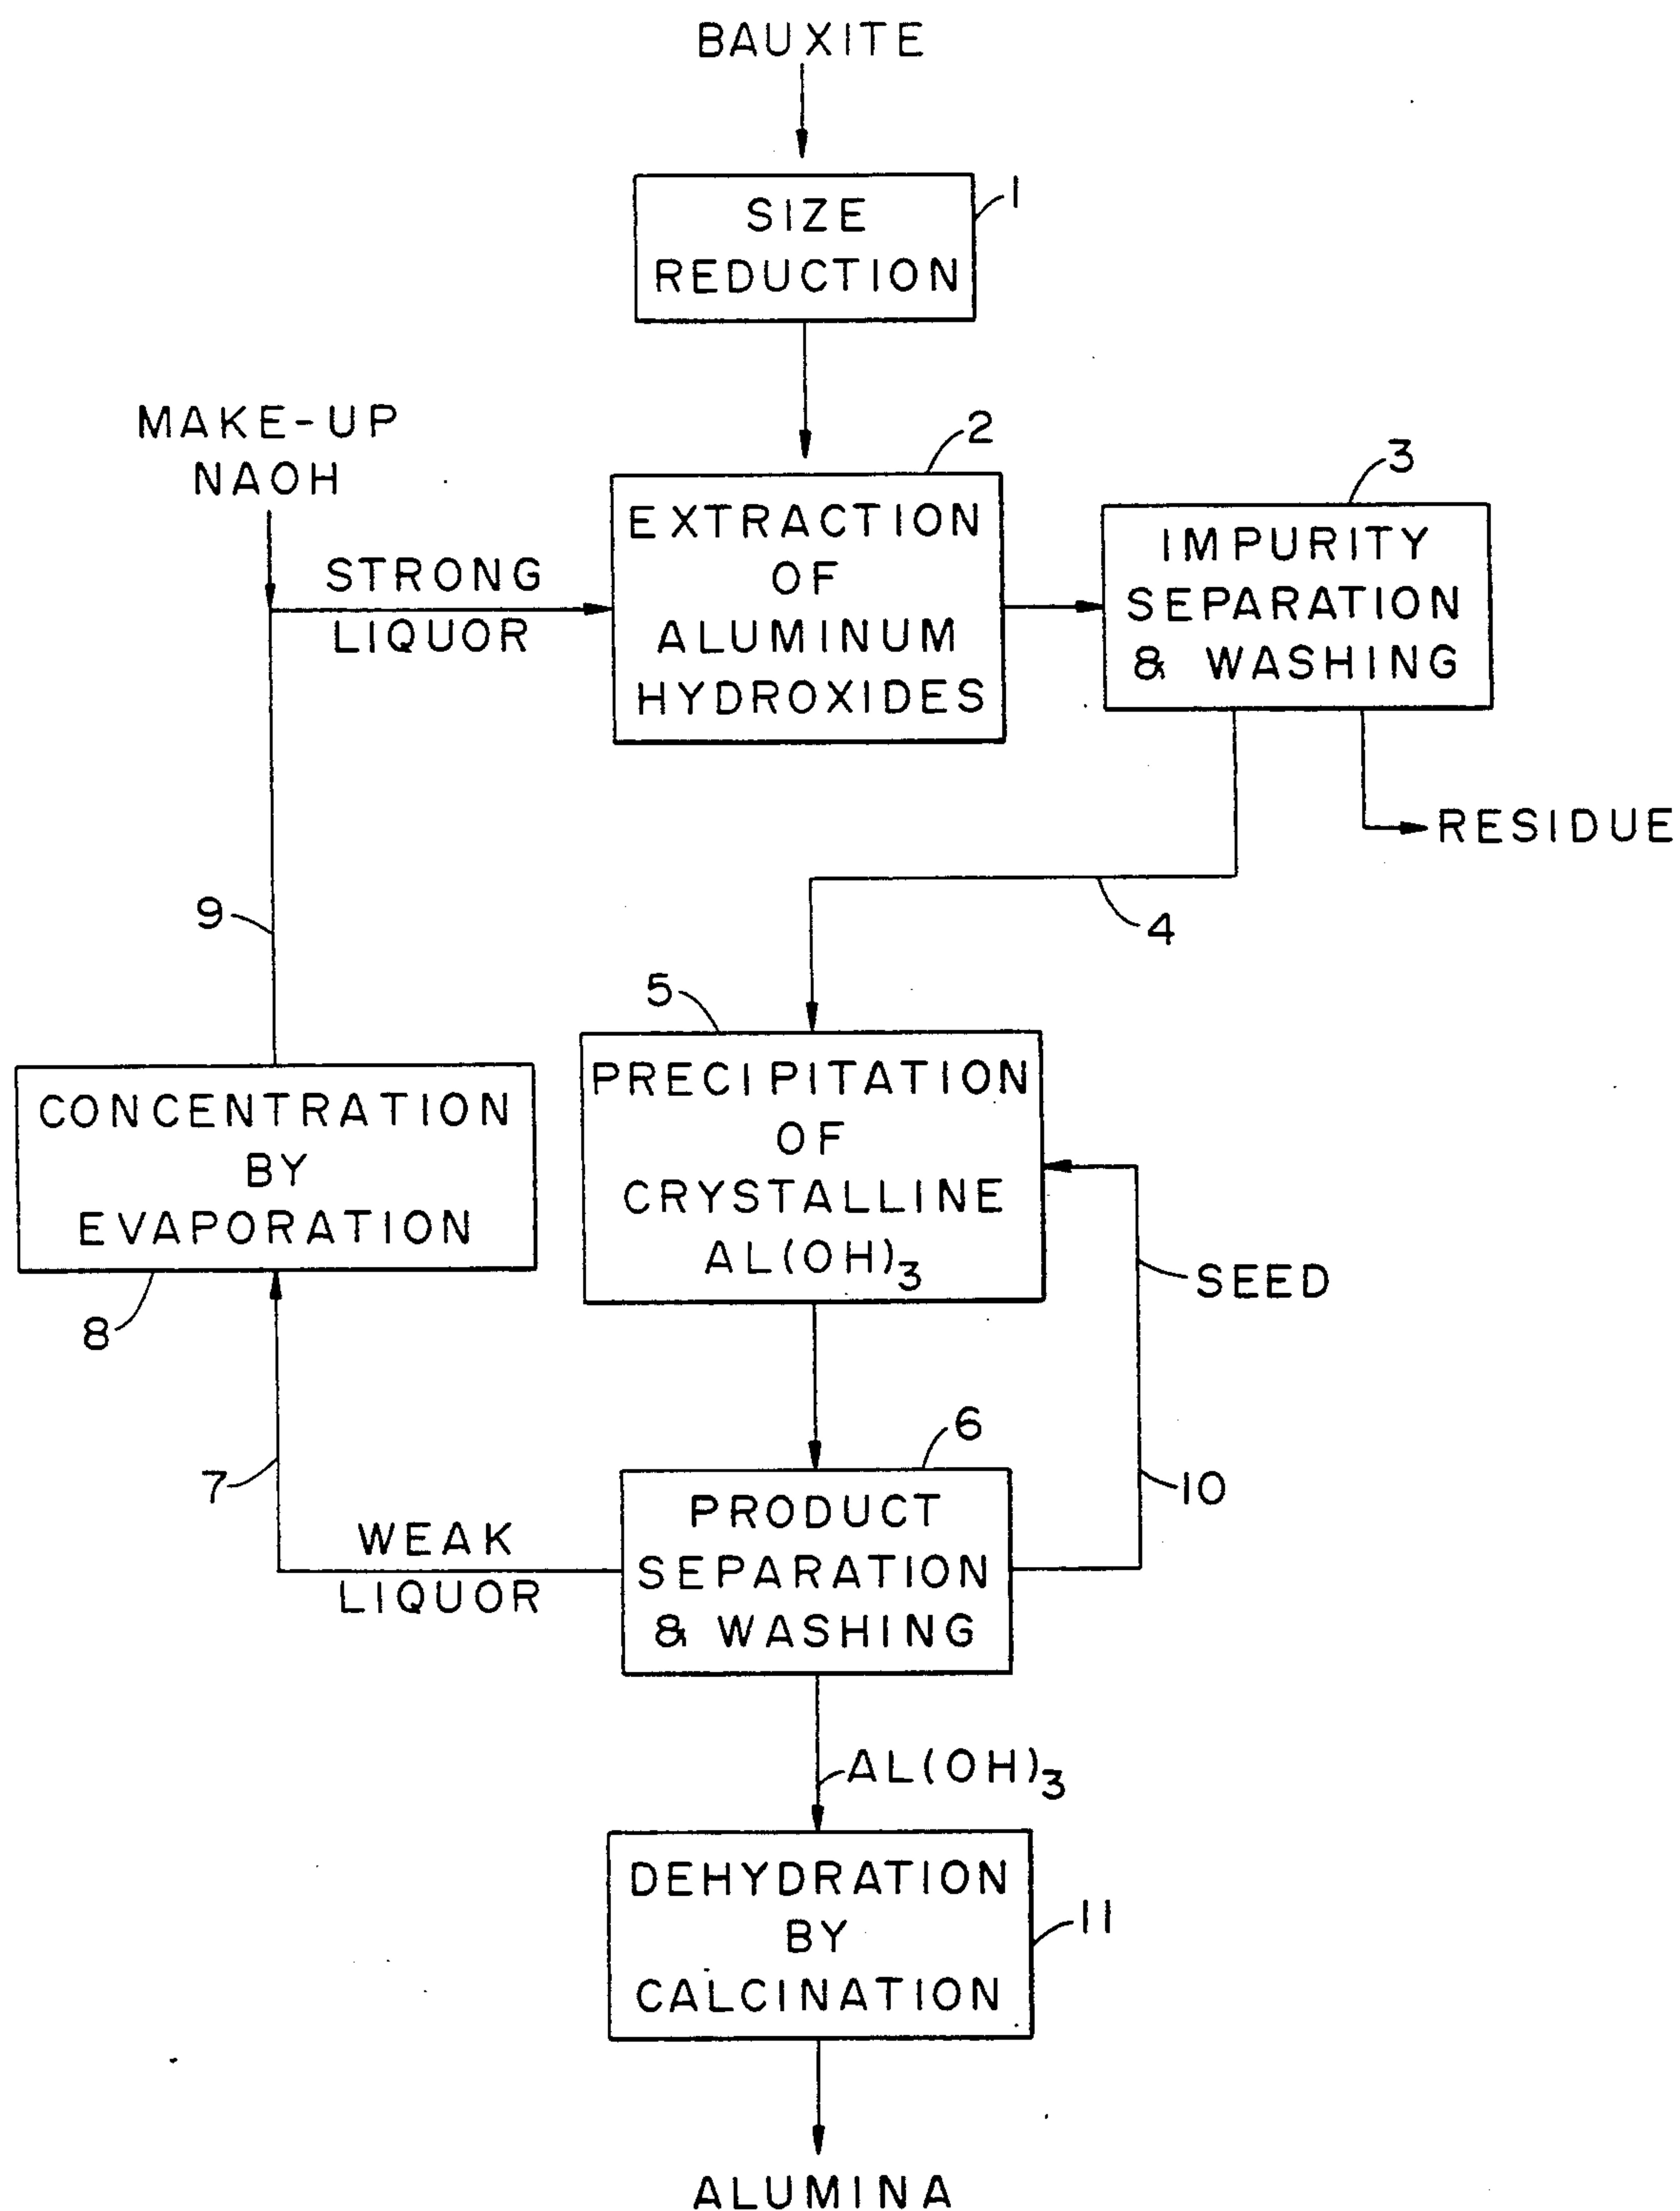 BAUXITE
SIZE
REDUCTION
1
MAKE-UP
NAOH
STRONG
LIQUOR
2
EXTRACTION
OF
ALUMINUM
HYDROXIDES
3
IMPURITY
SEPARATION
& WASHING
RESIDUE
4
9
5
PRECIPITATION
OF
CRYSTALLINE
AL(OH)3
CONCENTRATION
BY
EVAPORATION
8
SEED
7
WEAK
LIQUOR
6
PRODUCT
SEPARATION
& WASHING
10
AL(OH)3
DEHYDRATION
BY
CALCINATION
11
ALUMINA